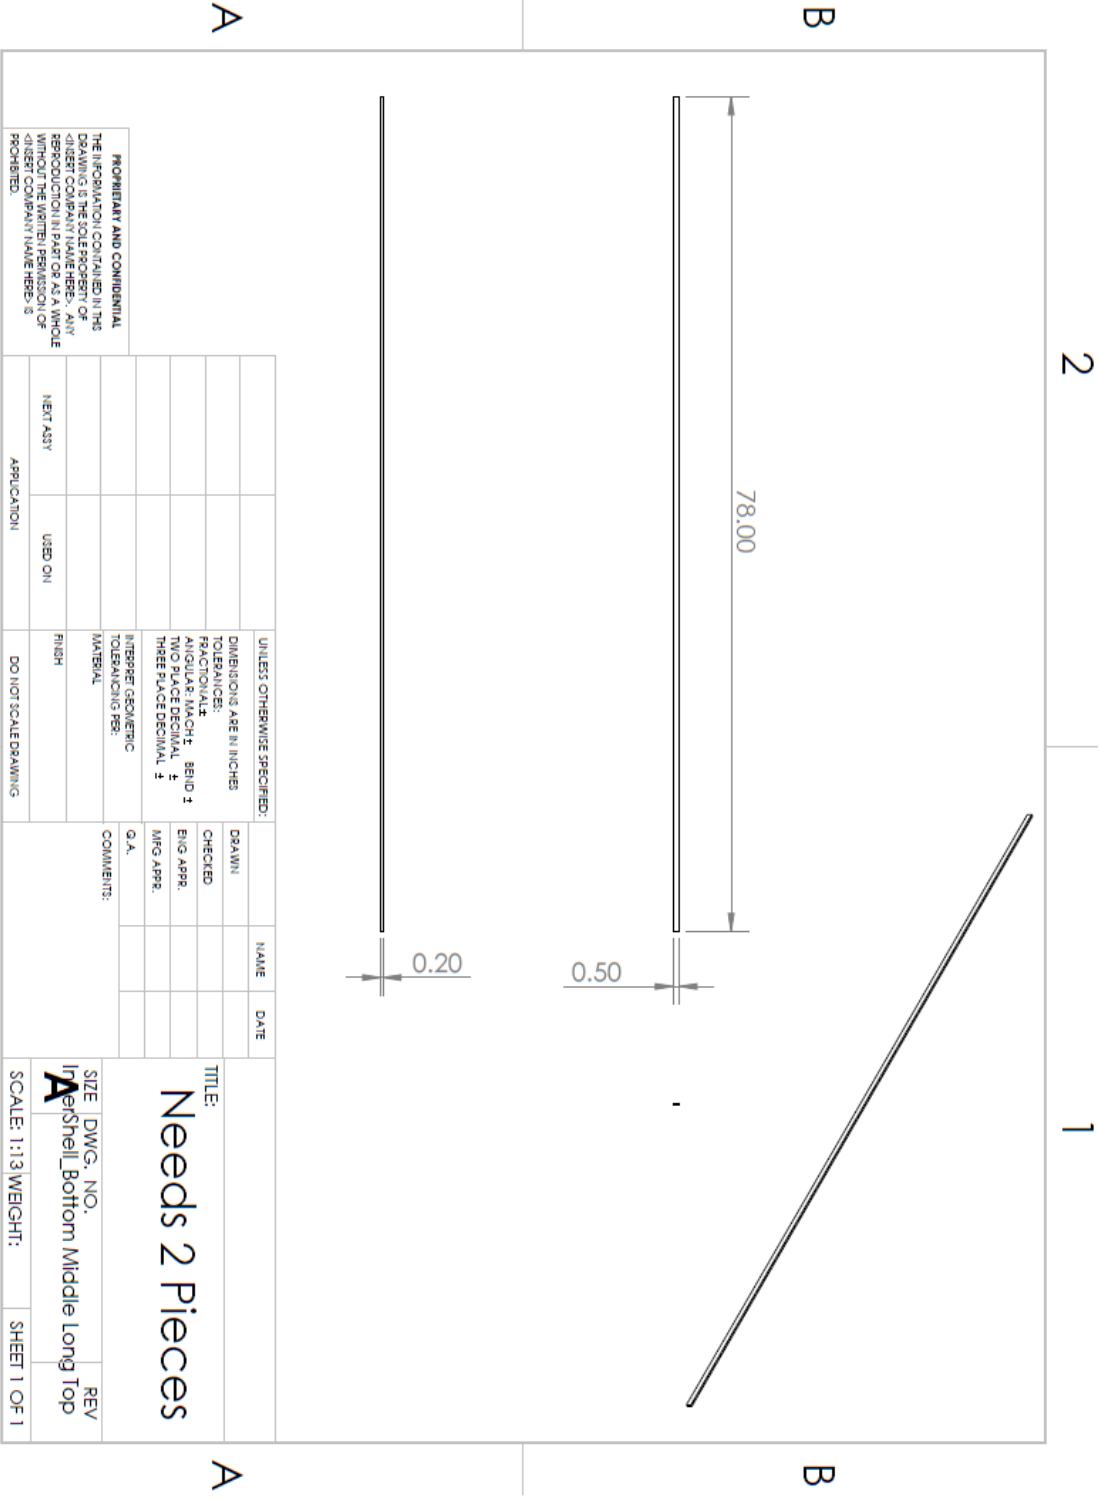 2
1
B
B
A
A
78.00
0.50
0.20
PROPRIETARY AND CONFIDENTIAL
THE INFORMATION CONTAINED IN THIS
DRAWING IS THE SOLE PROPERTY OF
<INSERT COMPANY NAME HERE>. ANY
REPRODUCTION IN PART OR AS A WHOLE
WITHOUT THE WRITTEN PERMISSION OF
<INSERT COMPANY NAME HERE> IS
PROHIBITED.
NEXT ASSY
USED ON
APPLICATION
UNLESS OTHERWISE SPECIFIED:
DIMENSIONS ARE IN INCHES
TOLERANCES:
FRACTIONAL±
ANGULAR: MACH± BEND ±
TWO PLACE DECIMAL ±
THREE PLACE DECIMAL ±
INTERPRET GEOMETRIC
TOLERANCING PER:
MATERIAL
FINISH
DO NOT SCALE DRAWING
NAME
DATE
DRAWN
CHECKED
ENG APPR.
MFG APPR.
Q.A.
COMMENTS:
TITLE:
Needs 2 Pieces
SIZE
DWG. NO.
REV
A
InnerShell_Bottom Middle Long Top
SCALE: 1:13
WEIGHT:
SHEET 1 OF 1